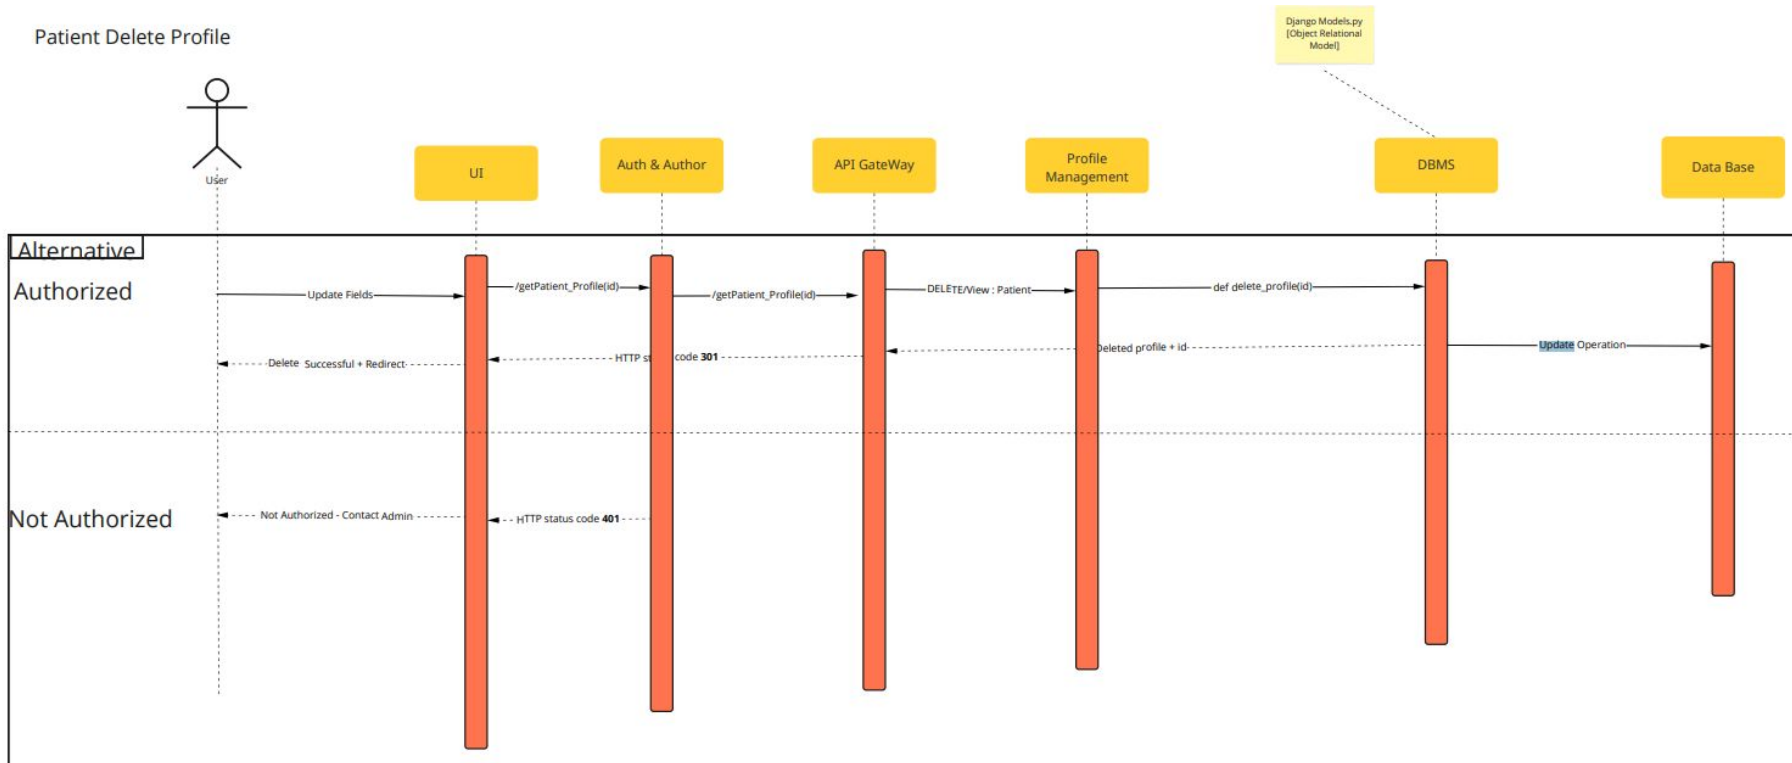 Django Models.py
[Object Relational
Model]
Patient Delete Profile
User
UI
Auth & Author
API GateWay
Profile
Management
DBMS
Data Base
Alternative
Authorized
Update Fields
/getPatient_Profile(id)
/getPatient_Profile(id)
DELETE/View : Patient
def delete_profile(id)
Delete Successful + Redirect
HTTP st code 301
Deleted profile + id
Update Operation
Not Authorized
Not Authorized - Contact Admin
HTTP status code 401